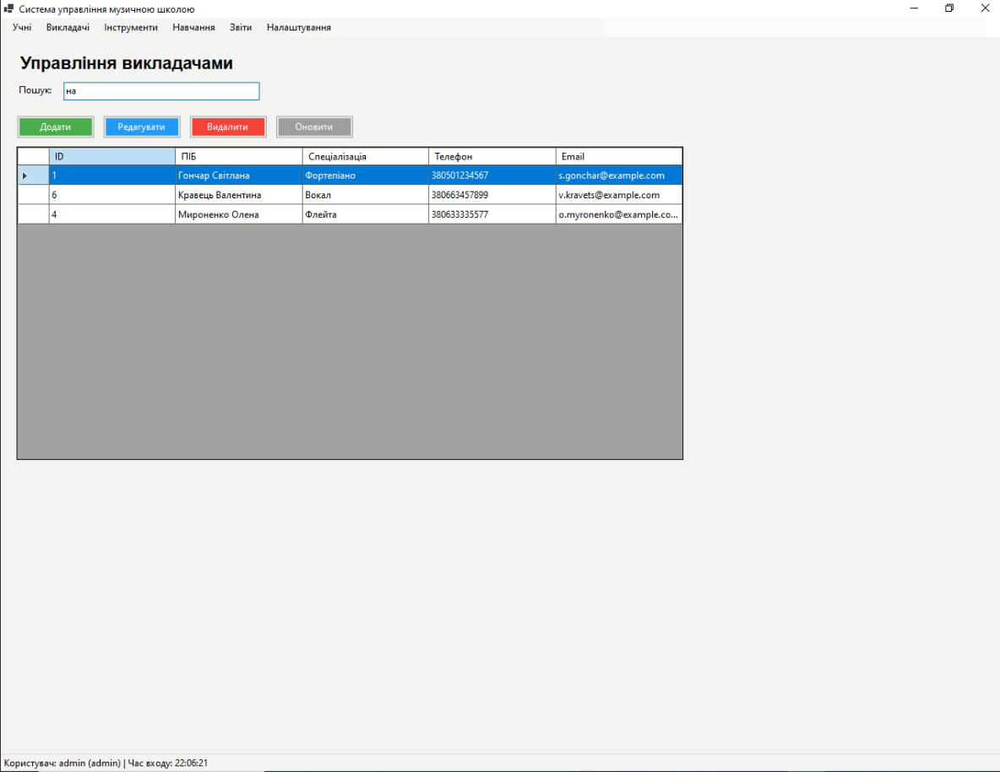 Система управління музичною школою
Учні Викладачі Інструменти Навчання Звіти Налаштування
Управління викладачами
Пошук: на
Додати Редагувати Видалити Оновити
ID ПІБ Спеціалізація Телефон Email
1 Гончар Світлана Фортепіано 380501234567 s.gonchar@example.com
6 Кравець Валентина Вокал 380663457899 v.kravets@example.com
4 Мироненко Олена Флейта 380633335577 o.myronenko@example.co...
Користувач: admin (admin) | Час входу: 22:06:21